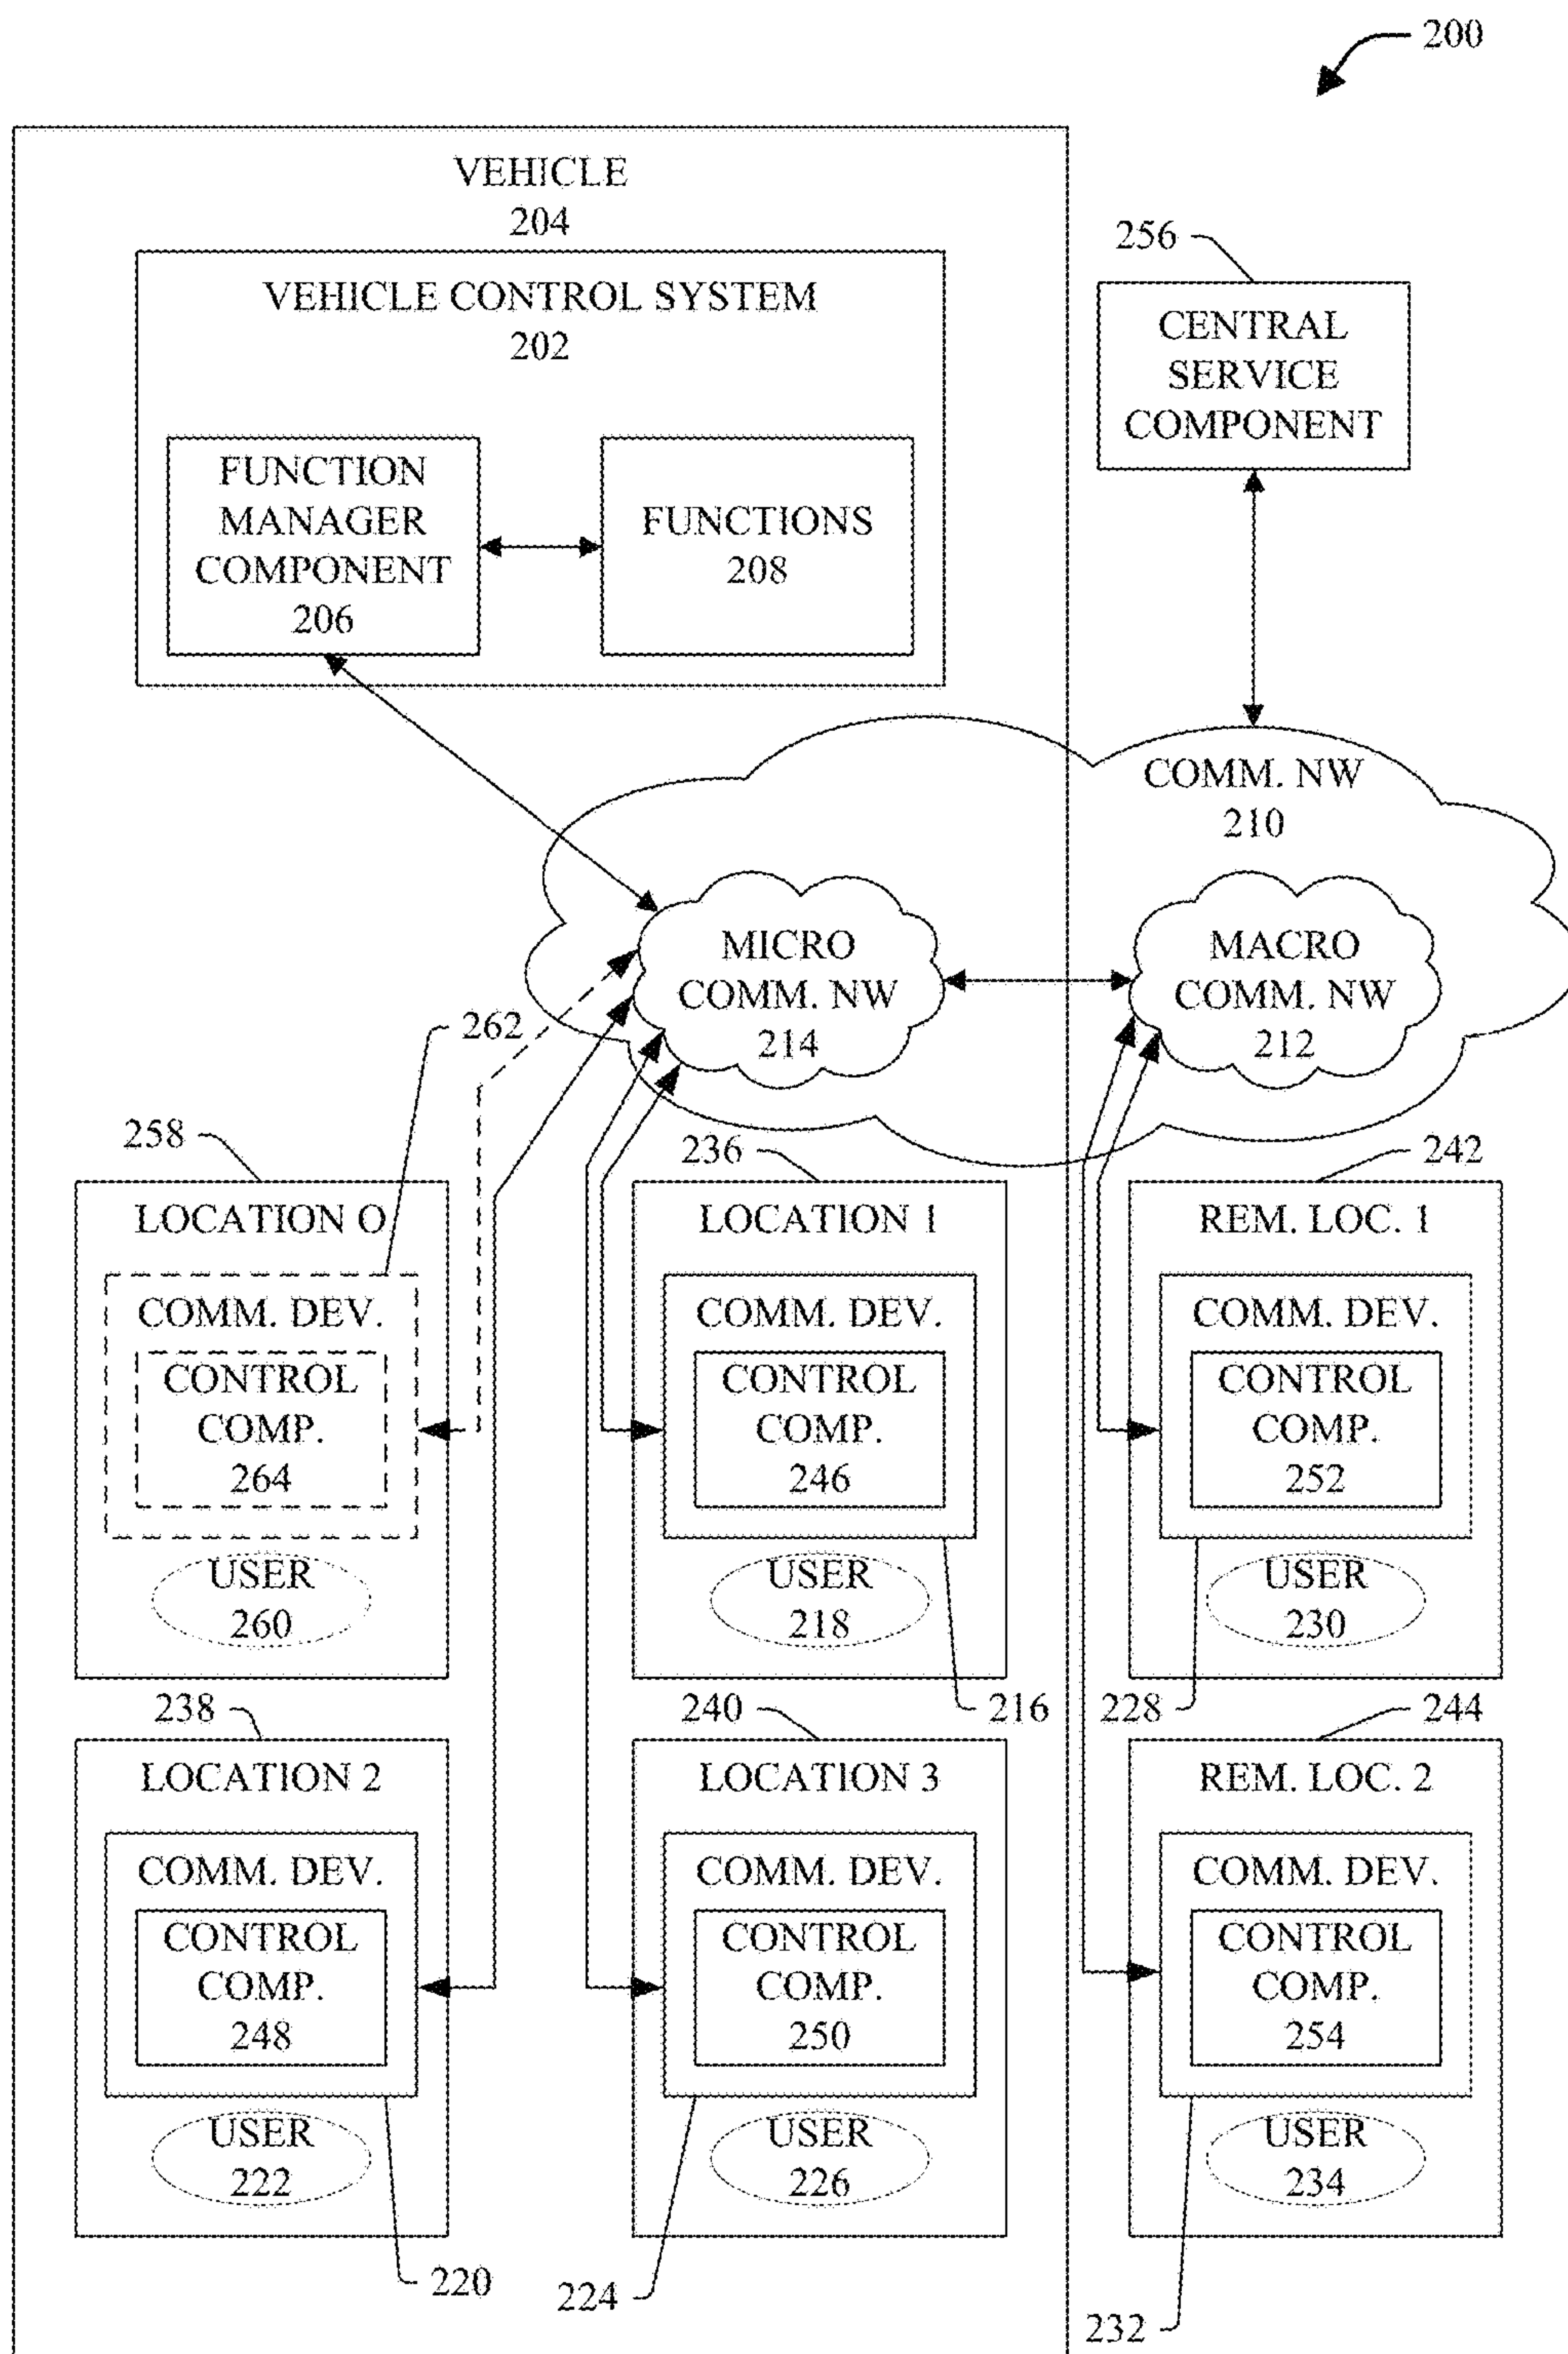 200
VEHICLE
204
256
VEHICLE CONTROL SYSTEM
202
CENTRAL
SERVICE
COMPONENT
FUNCTION
MANAGER
COMPONENT
206
FUNCTIONS
208
COMM. NW
210
MICRO
COMM. NW
214
MACRO
COMM. NW
212
262
258
236
242
LOCATION O
COMM. DEV.
CONTROL
COMP.
264
USER
260
LOCATION 1
COMM. DEV.
CONTROL
COMP.
246
USER
218
REM. LOC. 1
COMM. DEV.
CONTROL
COMP.
252
USER
230
238
240
216
228
244
LOCATION 2
COMM. DEV.
CONTROL
COMP.
248
USER
222
LOCATION 3
COMM. DEV.
CONTROL
COMP.
250
USER
226
REM. LOC. 2
COMM. DEV.
CONTROL
COMP.
254
USER
234
220
224
232